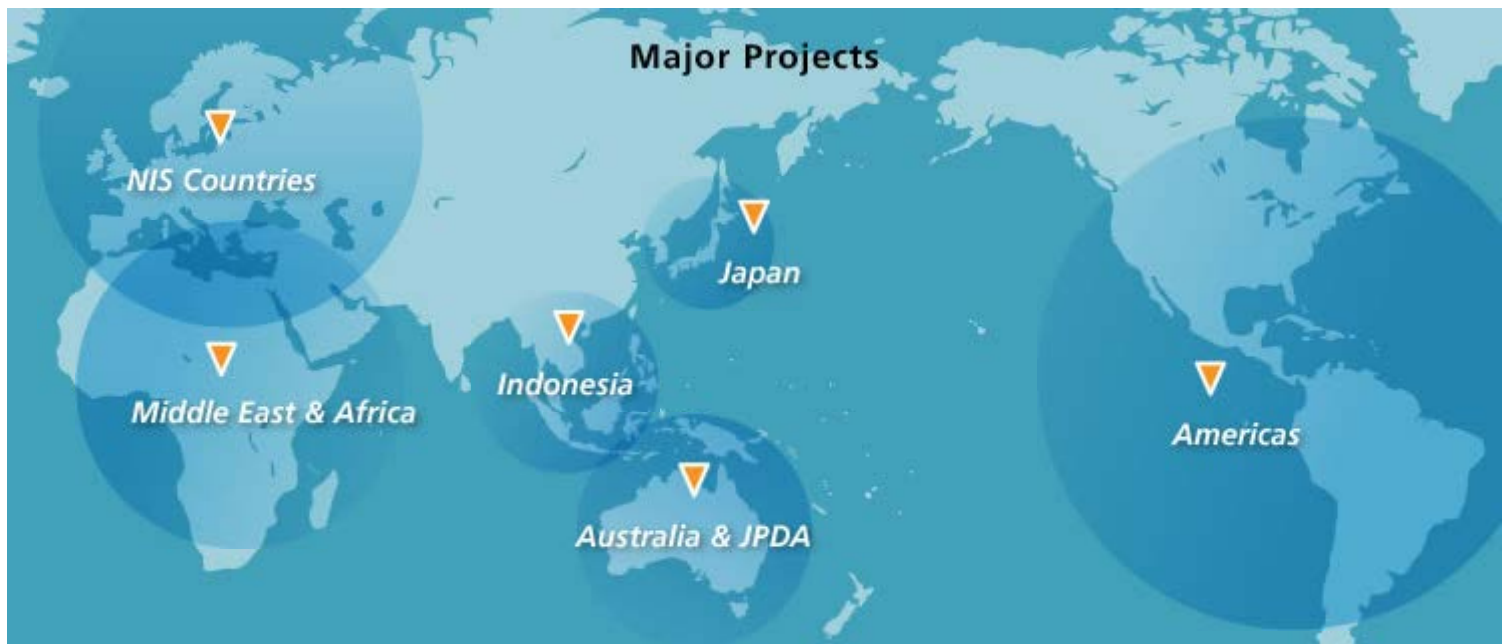 Major Projects
NIS Countries
Japan
Indonesia
Middle East & Africa
Americas
Australia & JPDA